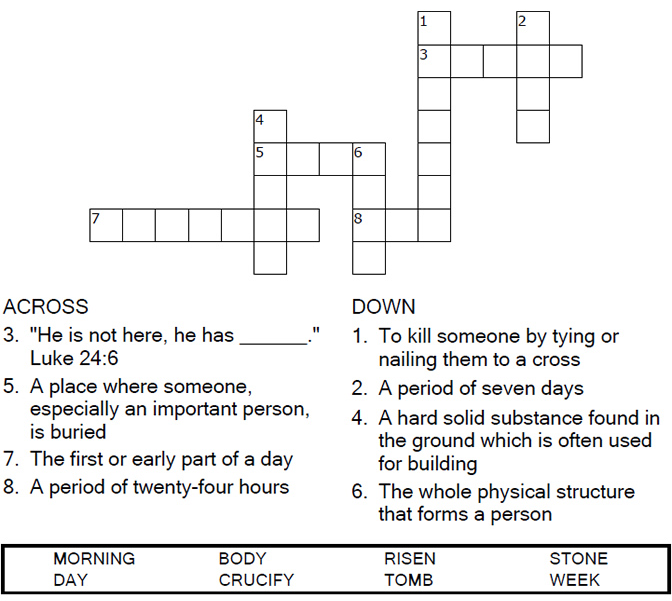 1
2
3
4
5
6
7
8
ACROSS
3. "He is not here, he has _______."
Luke 24:6
5. A place where someone,
especially an important person,
is buried
7. The first or early part of a day
8. A period of twenty-four hours
DOWN
1. To kill someone by tying or
nailing them to a cross
2. A period of seven days
4. A hard solid substance found in
the ground which is often used
for building
6. The whole physical structure
that forms a person
MORNING BODY RISEN STONE
DAY CRUCIFY TOMB WEEK